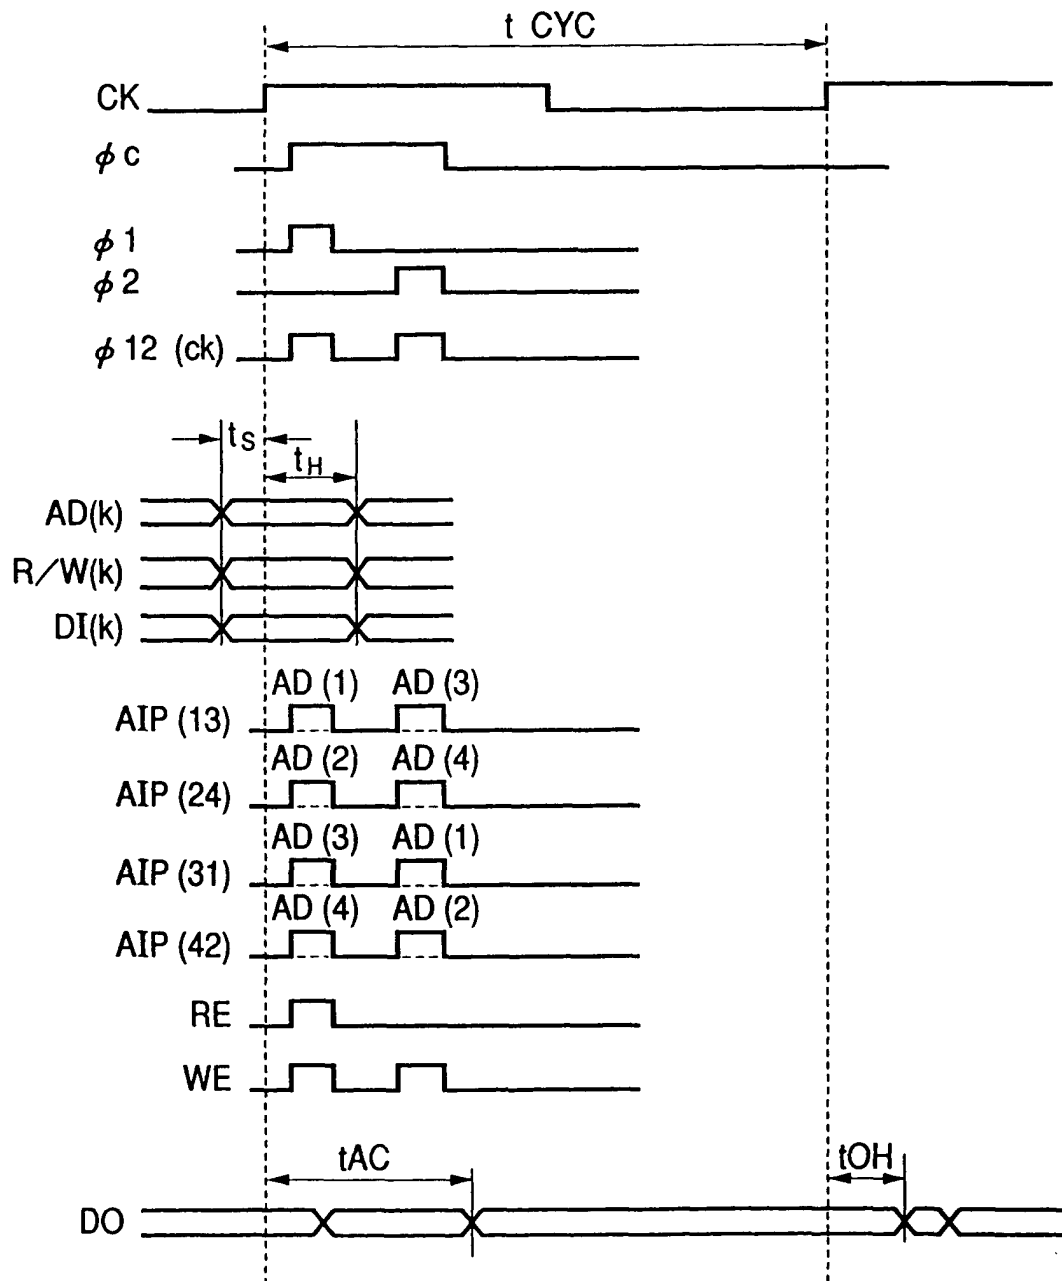 t CYC
CK
ϕ c
ϕ 1
ϕ 2
ϕ 12 (ck)
tS
tH
AD(k)
R/W(k)
DI(k)
AD (1) AD (3)
AIP (13)
AD (2) AD (4)
AIP (24)
AD (3) AD (1)
AIP (31)
AD (4) AD (2)
AIP (42)
RE
WE
tAC tOH
DO